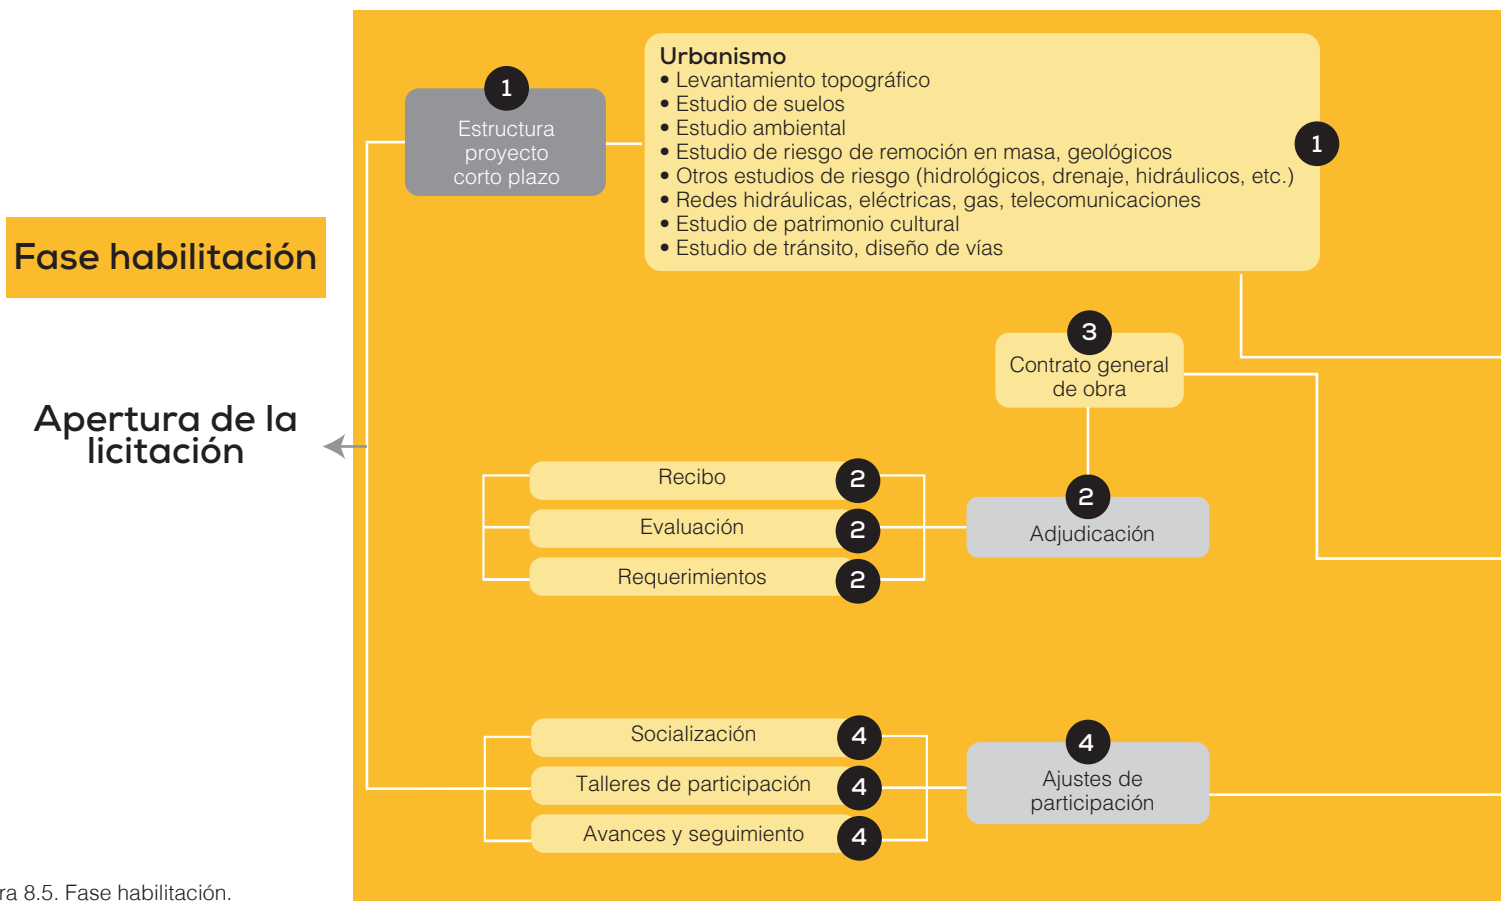 Fase habilitación
Apertura de la
licitación
1
Estructura
proyecto
corto plazo
Urbanismo
• Levantamiento topográfico
• Estudio de suelos
• Estudio ambiental
• Estudio de riesgo de remoción en masa, geológicos
• Otros estudios de riesgo (hidrológicos, drenaje, hidráulicos, etc.)
• Redes hidráulicas, eléctricas, gas, telecomunicaciones
• Estudio de patrimonio cultural
• Estudio de tránsito, diseño de vías
1
3
Contrato general
de obra
Recibo 2
Evaluación 2
Requerimientos 2
2
Adjudicación
Socialización 4
Talleres de participación 4
Avances y seguimiento 4
4
Ajustes de
participación
ra 8.5. Fase habilitación.